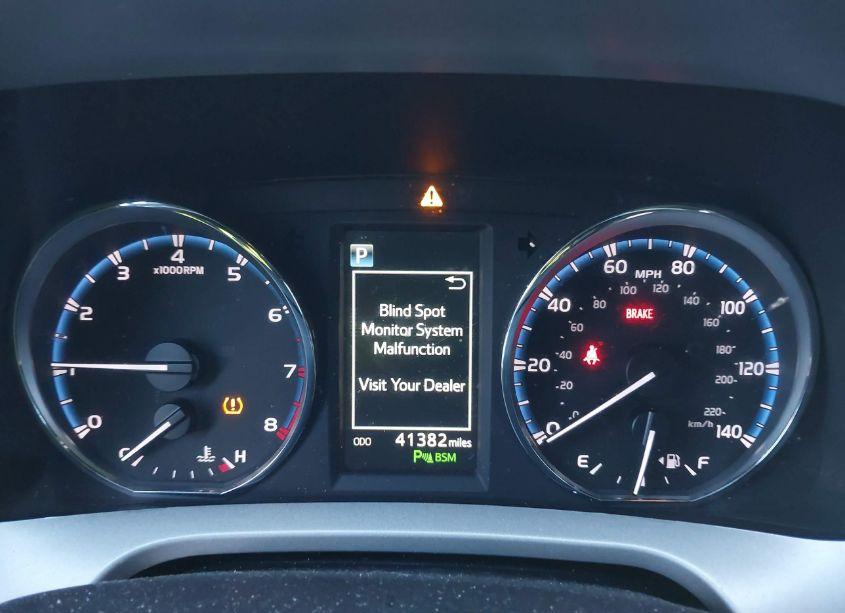 P
Blind Spot
Monitor System
Malfunction
Visit Your Dealer
ODO 41382 miles
P BSM
0
1
2
3
4
5
6
7
8
x1000RPM
C
H
0
20
40
60
80
100
120
140
MPH
0
20
40
60
80
100
120
140
160
180
200
220
km/h
BRAKE
E
F